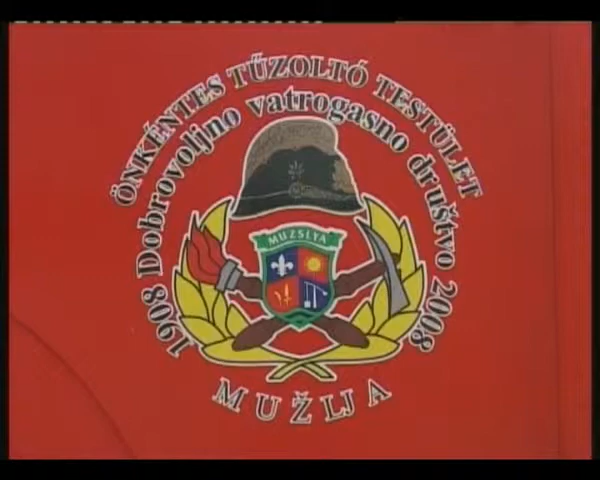 ÖNKÉNTES TŰZOLTÓ TESTÜLET
1908 Dobrovoljno vatrogasno društvo 2008
MUZSLYA
MUŽLJA